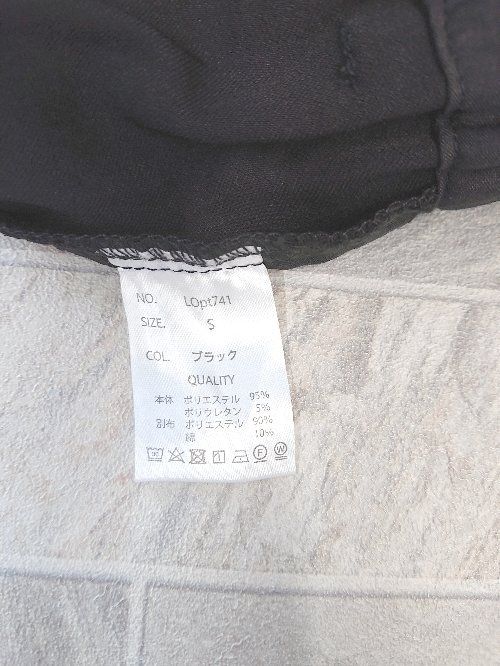 NO. LOpt741
SIZE. S
COL. ブラック
QUALITY
本体 ポリエステル 95%
ポリウレタン 5%
別布 ポリエステル 90%
綿 10%